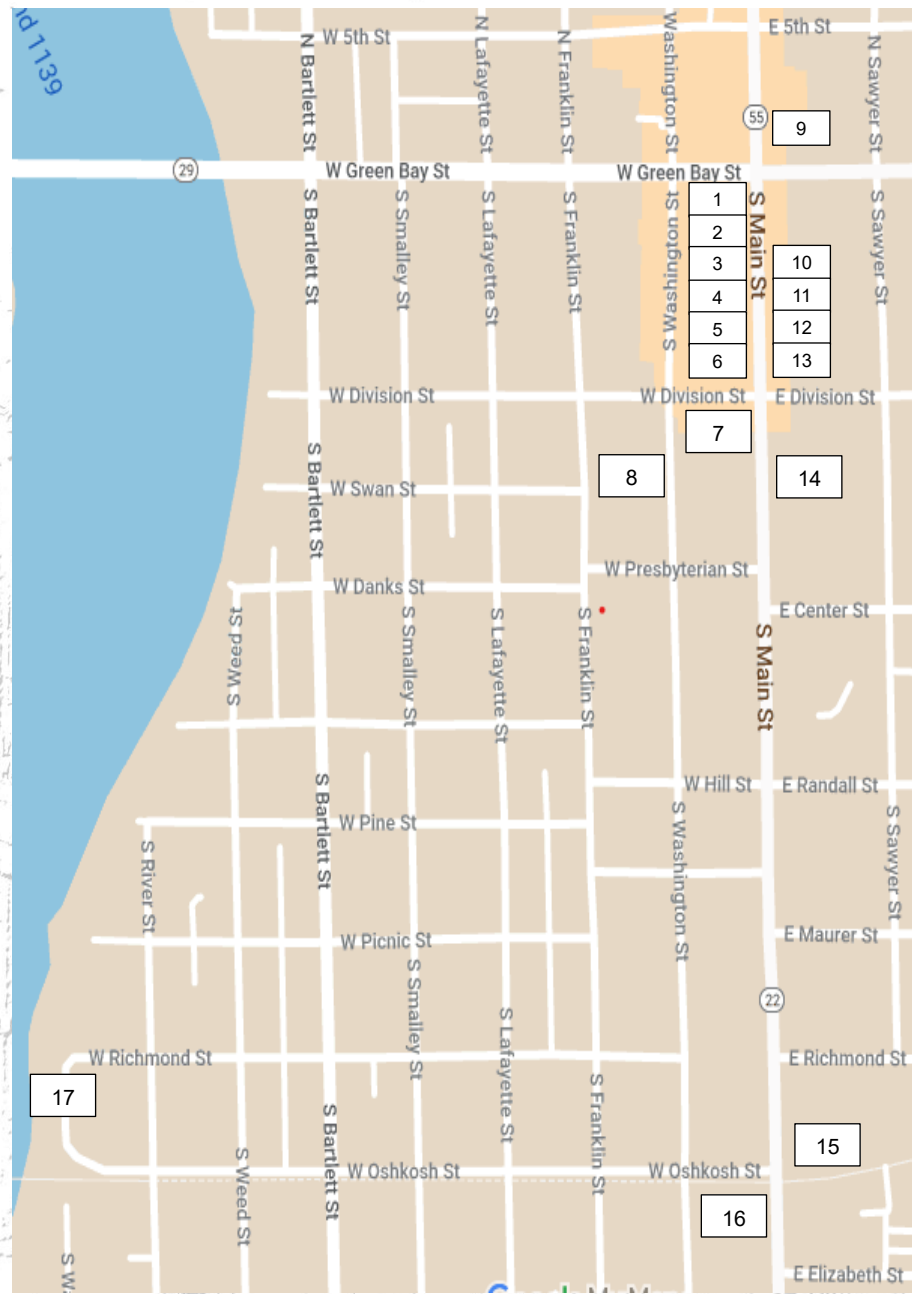 nd 1139
W 5th St
E 5th St
N Bartlett St
N Lafayette St
N Franklin St
Washington St
N Sawyer St
55
9
29
W Green Bay St
W Green Bay St
S Bartlett St
S Smalley St
S Lafayette St
S Franklin St
S Washington St
S Main St
S Sawyer St
1
2
3
4
5
6
10
11
12
13
W Division St
W Division St
E Division St
7
8
14
S Bartlett St
W Swan St
W Presbyterian St
W Danks St
E Center St
S Weed St
S Smalley St
S Lafayette St
S Franklin St
S Main St
W Hill St
E Randall St
S Bartlett St
W Pine St
S River St
S Washington St
S Sawyer St
W Picnic St
E Maurer St
S Smalley St
22
S Lafayette St
W Richmond St
E Richmond St
17
S Franklin St
S Bartlett St
15
S Weed St
W Oshkosh St
W Oshkosh St
16
S Wa
E Elizabeth St